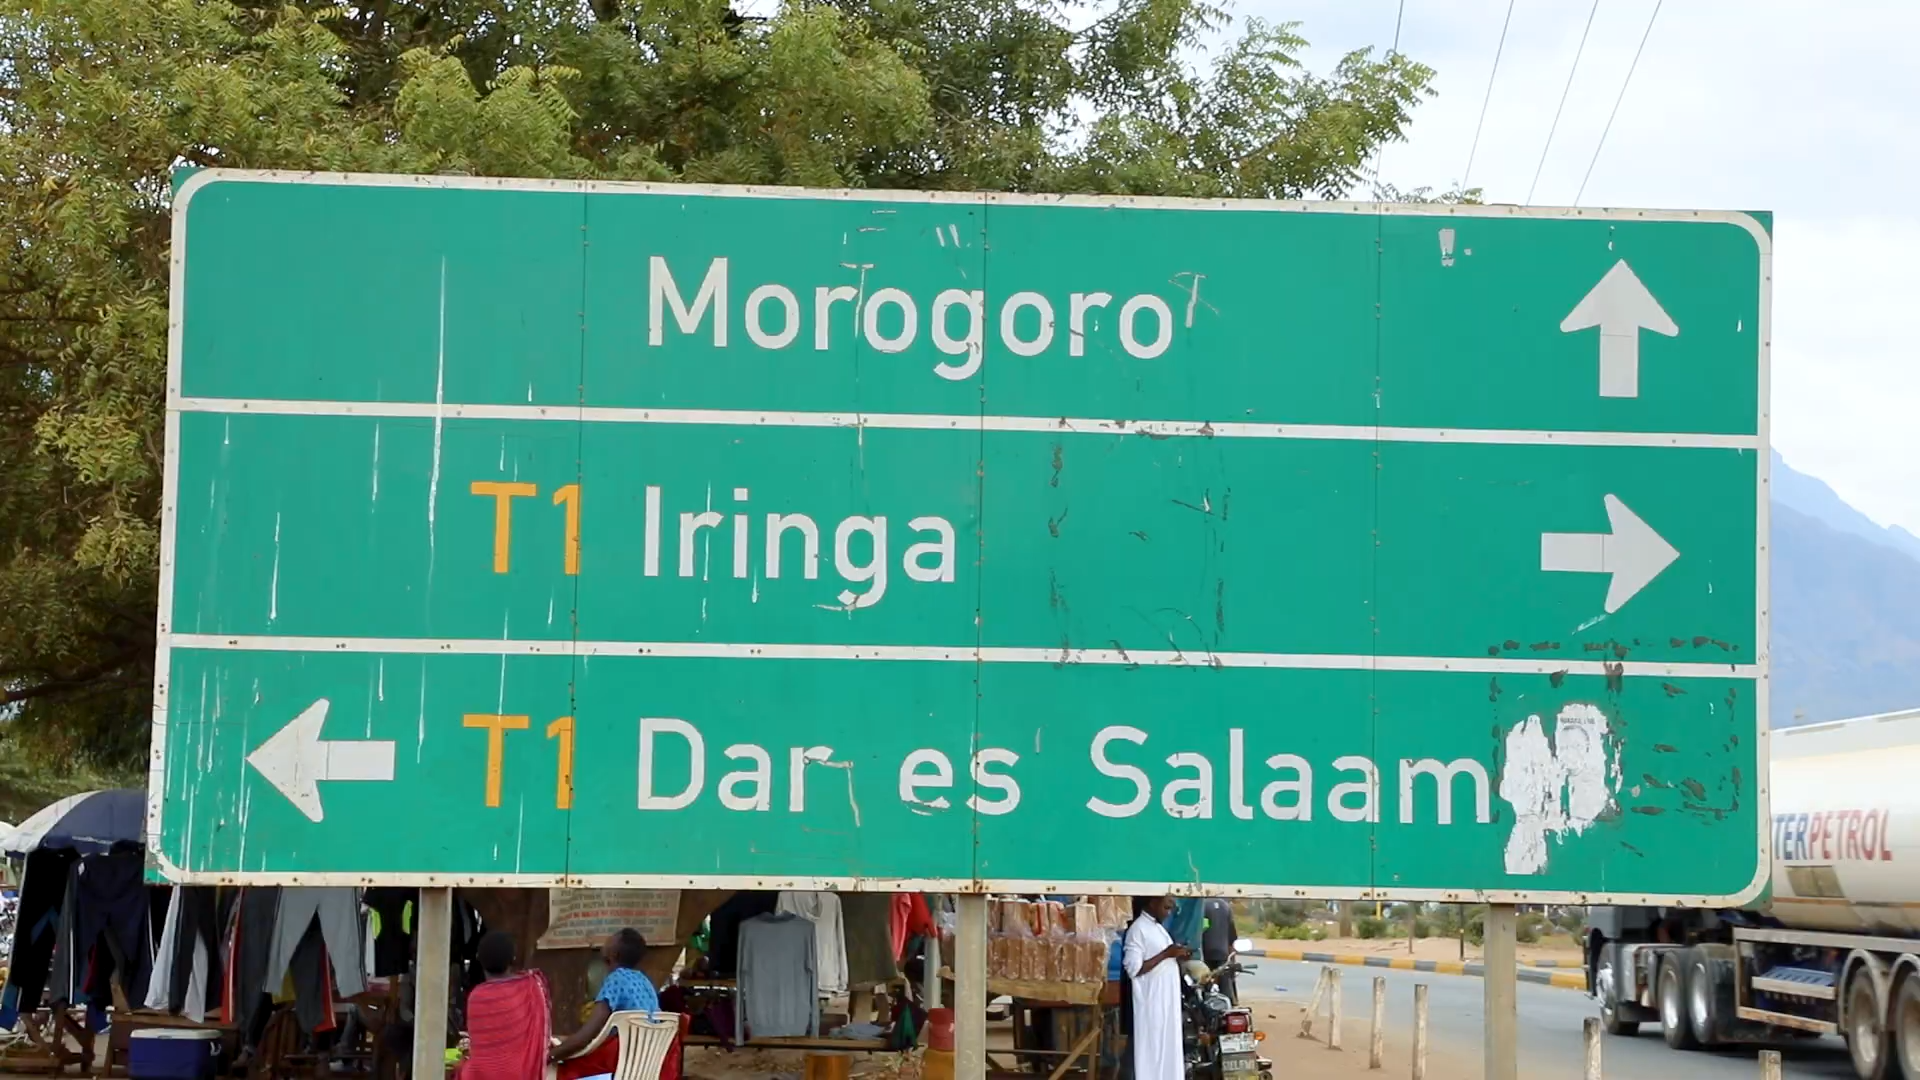 Morogoro
T1 Iringa
T1 Dar es Salaam
TERPETROL